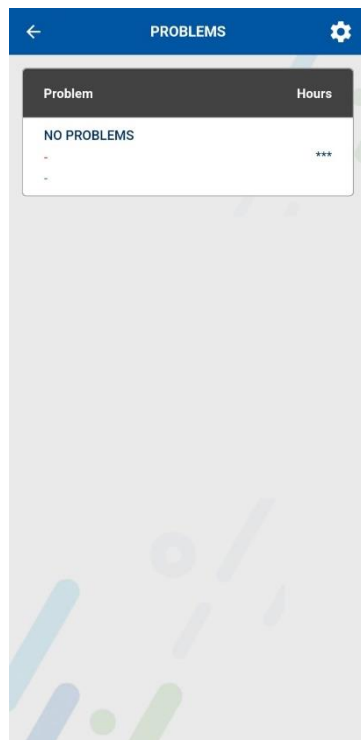 PROBLEMS
Problem Hours
NO PROBLEMS
- ***
-